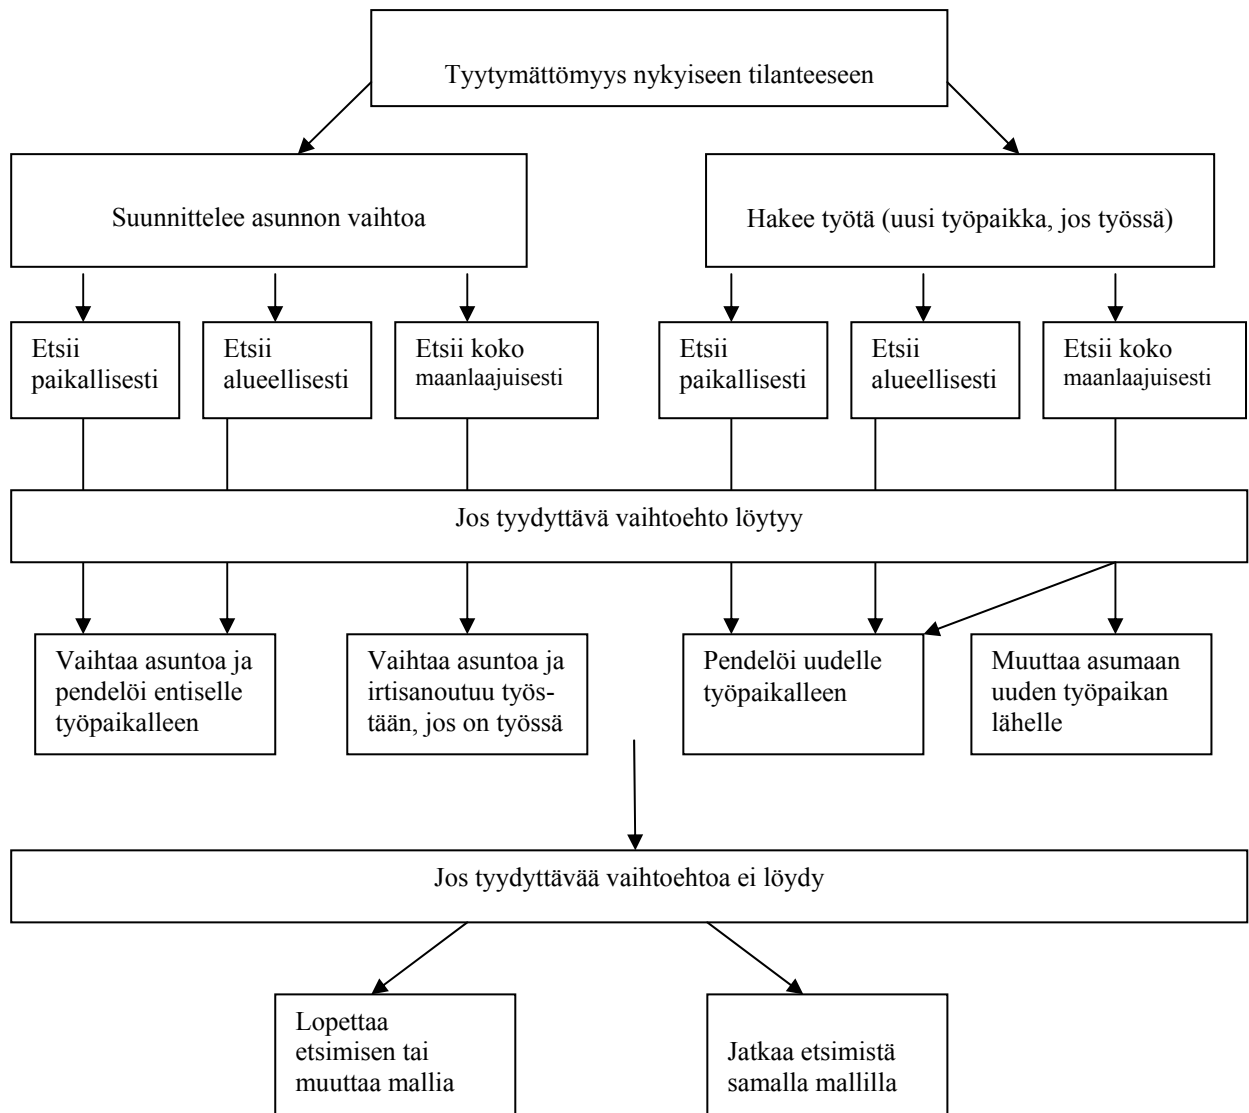 Tyytymättömyys nykyiseen tilanteeseen
Suunnittelee asunnon vaihtoa
Hakee työtä (uusi työpaikka, jos työssä)
Etsii
paikallisesti
Etsii
alueellisesti
Etsii koko
maanlaajuisesti
Etsii
paikallisesti
Etsii
alueellisesti
Etsii koko
maanlaajuisesti
Jos tyydyttävä vaihtoehto löytyy
Vaihtaa asuntoa ja
pendelöi entiselle
työpaikalleen
Vaihtaa asuntoa ja
irtisanoutuu työs-
tään, jos on työssä
Pendelöi uudelle
työpaikalleen
Muuttaa asumaan
uuden työpaikan
lähelle
Jos tyydyttävää vaihtoehtoa ei löydy
Lopettaa
etsimisen tai
muuttaa mallia
Jatkaa etsimistä
samalla mallilla